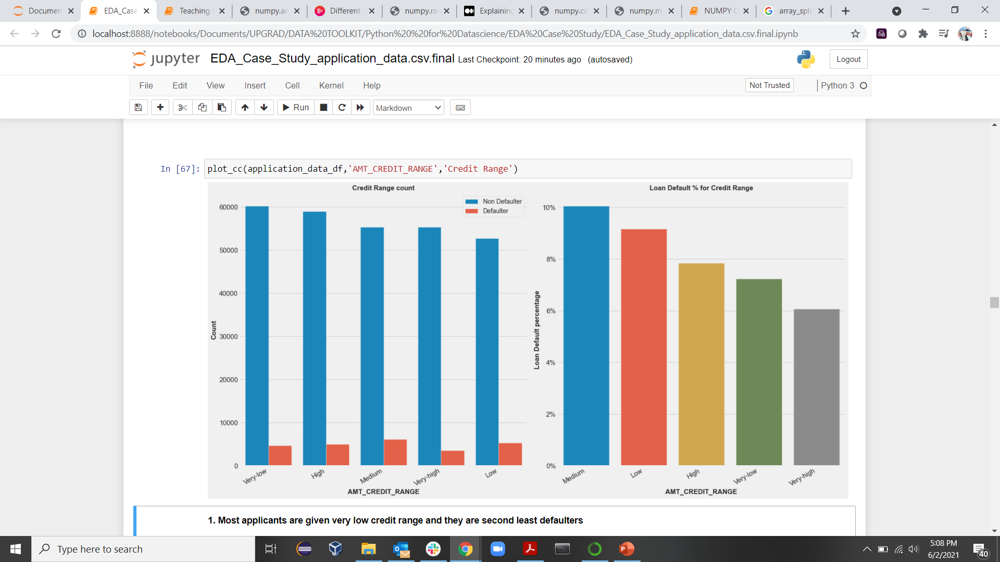 Documen
EDA_Case
Teaching
numpy.ar
Different
numpy.ra
Explaining
numpy.co
numpy.m
NUMPY C
array_spli
localhost:8888/notebooks/Documents/UPGRAD/DATA%20TOOLKIT/Python%20%20for%20Datascience/EDA%20Case%20Study/EDA_Case_Study_application_data.csv.final.ipynb
jupyter EDA_Case_Study_application_data.csv.final Last Checkpoint: 20 minutes ago (autosaved)
Logout
File Edit View Insert Cell Kernel Help
Not Trusted
Python 3
Run
Markdown
In [67]: plot_cc(application_data_df,'AMT_CREDIT_RANGE','Credit Range')
Credit Range count
Non Defaulter
Defaulter
60000
50000
40000
30000
20000
10000
0
Count
Very-low
High
Medium
Very-high
Low
AMT_CREDIT_RANGE
Loan Default % for Credit Range
10%
8%
6%
4%
2%
0%
Loan Default percentage
Medium
Low
High
Very-low
Very-high
AMT_CREDIT_RANGE
1. Most applicants are given very low credit range and they are second least defaulters
Type here to search
5:08 PM
6/2/2021
40